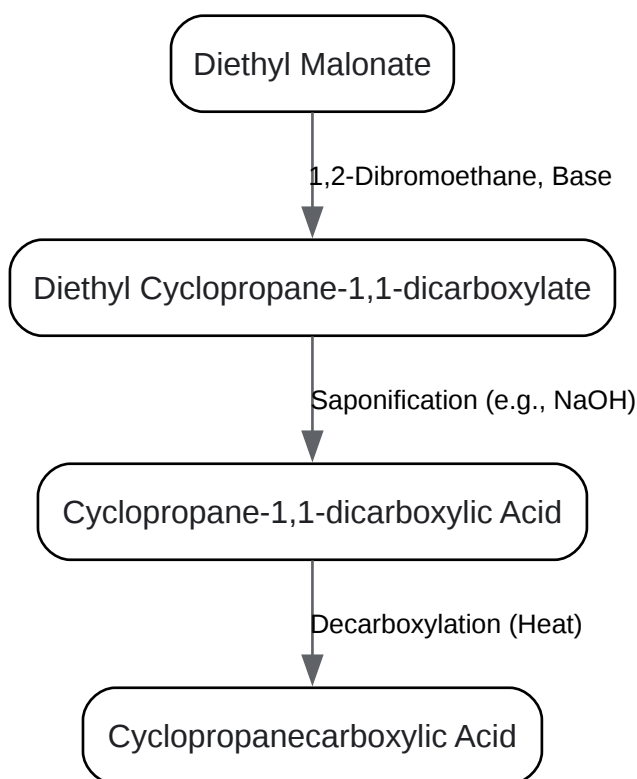 Diethyl Malonate
1,2-Dibromoethane, Base
Diethyl Cyclopropane-1,1-dicarboxylate
Saponification (e.g., NaOH)
Cyclopropane-1,1-dicarboxylic Acid
Decarboxylation (Heat)
Cyclopropanecarboxylic Acid